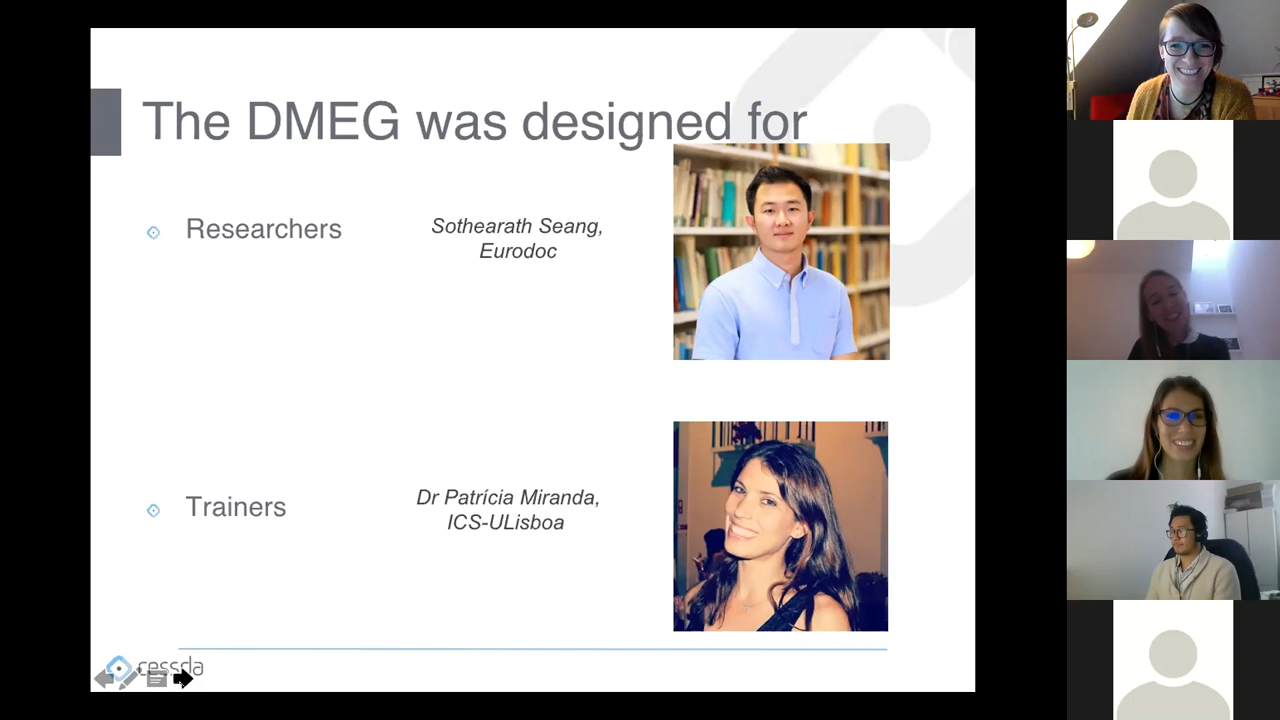 The DMEG was designed for
Researchers
Sothearath Seang,
Eurodoc
Trainers
Dr Patrícia Miranda,
ICS-ULisboa
cessda